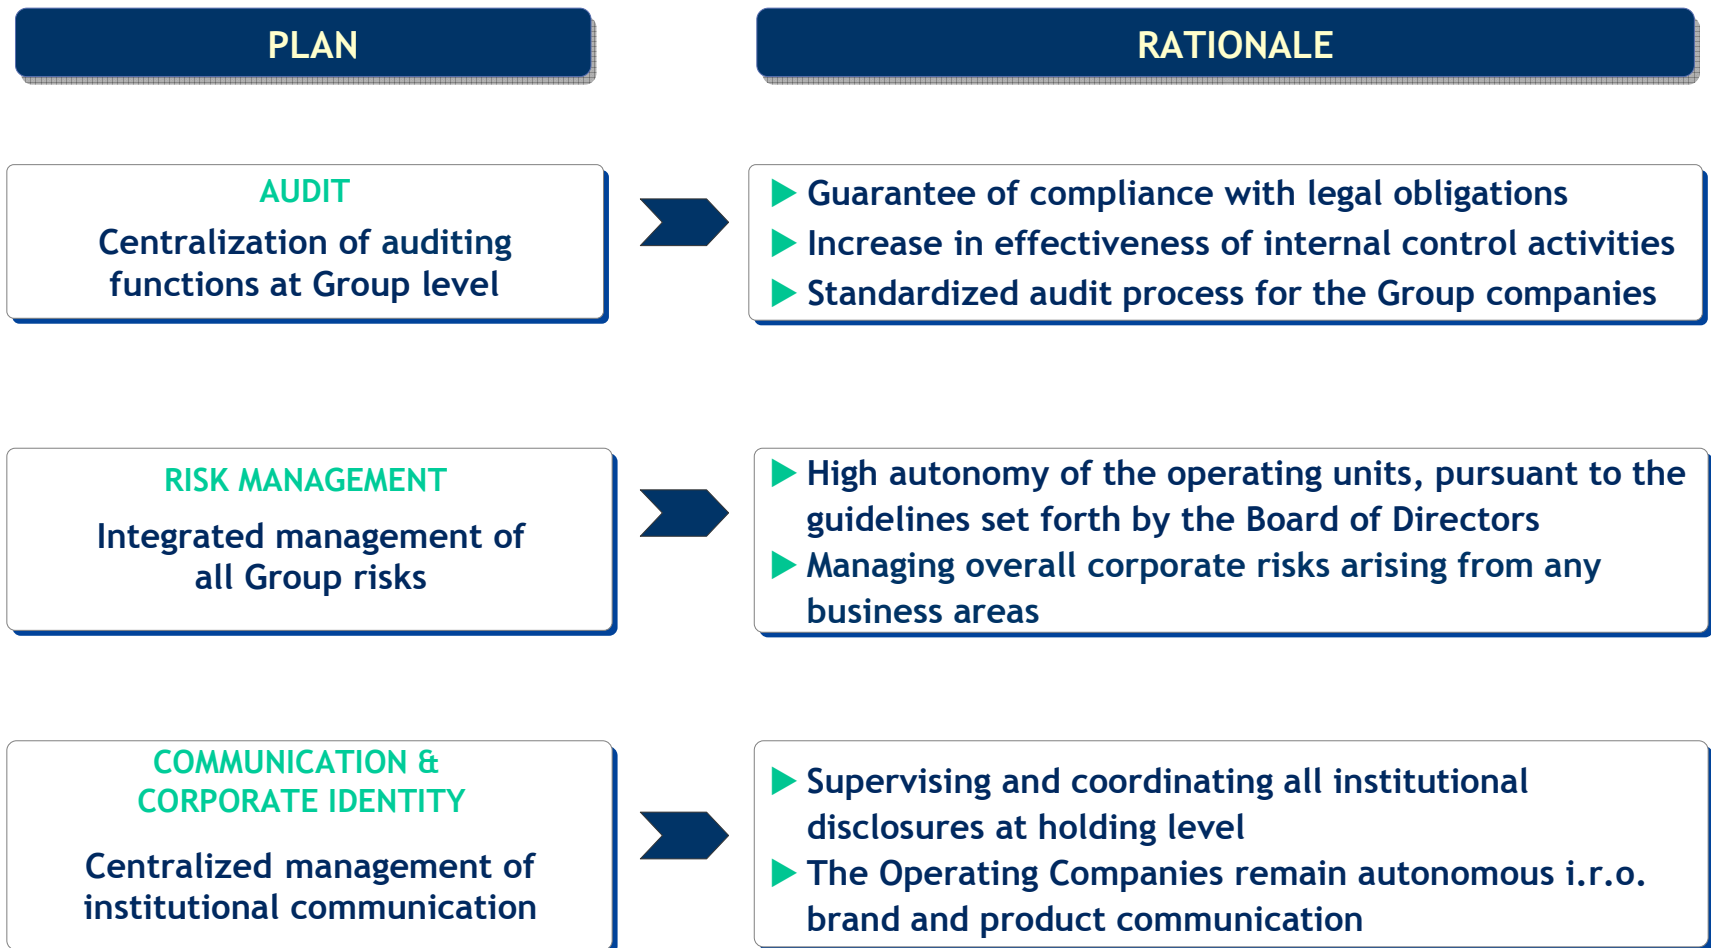 PLAN
RATIONALE
AUDIT
Centralization of auditing
functions at Group level
Guarantee of compliance with legal obligations
Increase in effectiveness of internal control activities
Standardized audit process for the Group companies
RISK MANAGEMENT
Integrated management of
all Group risks
High autonomy of the operating units, pursuant to the
guidelines set forth by the Board of Directors
Managing overall corporate risks arising from any
business areas
COMMUNICATION &
CORPORATE IDENTITY
Centralized management of
institutional communication
Supervising and coordinating all institutional
disclosures at holding level
The Operating Companies remain autonomous i.r.o.
brand and product communication